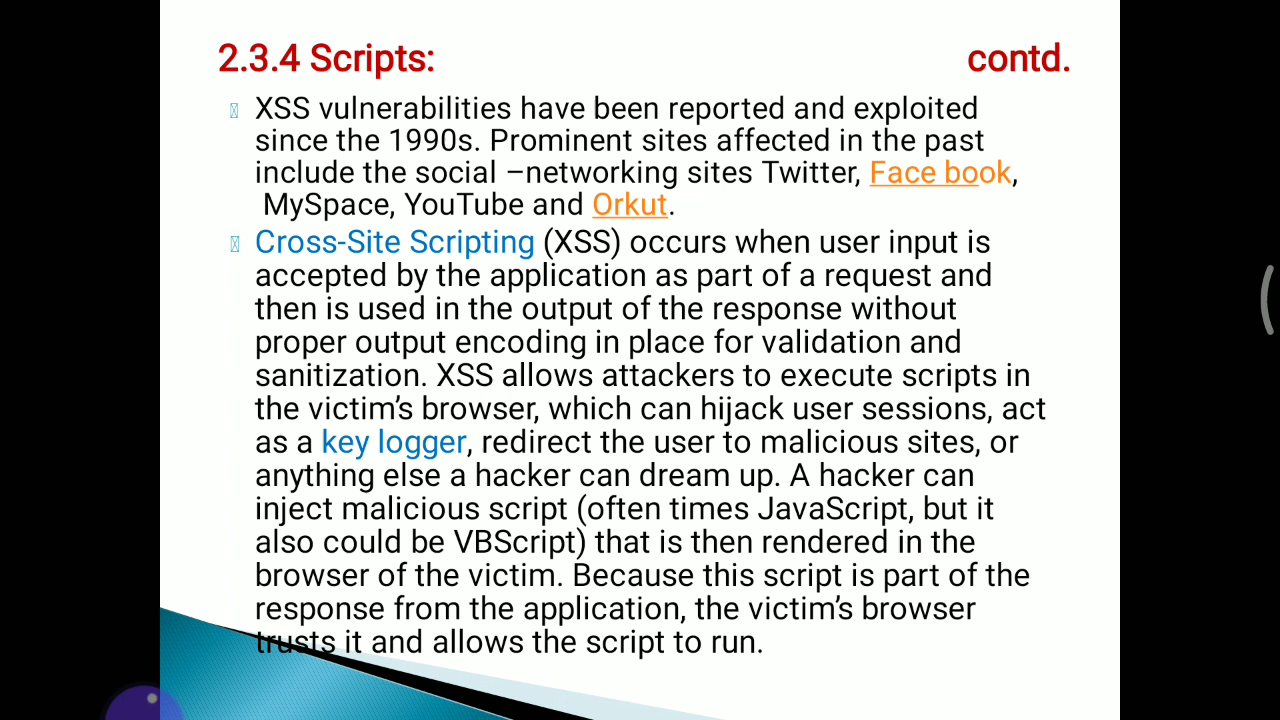 2.3.4 Scripts: contd.
XSS vulnerabilities have been reported and exploited
since the 1990s. Prominent sites affected in the past
include the social –networking sites Twitter, Face book,
MySpace, YouTube and Orkut.
Cross-Site Scripting (XSS) occurs when user input is
accepted by the application as part of a request and
then is used in the output of the response without
proper output encoding in place for validation and
sanitization. XSS allows attackers to execute scripts in
the victim's browser, which can hijack user sessions, act
as a key logger, redirect the user to malicious sites, or
anything else a hacker can dream up. A hacker can
inject malicious script (often times JavaScript, but it
also could be VBScript) that is then rendered in the
browser of the victim. Because this script is part of the
response from the application, the victim's browser
trusts it and allows the script to run.